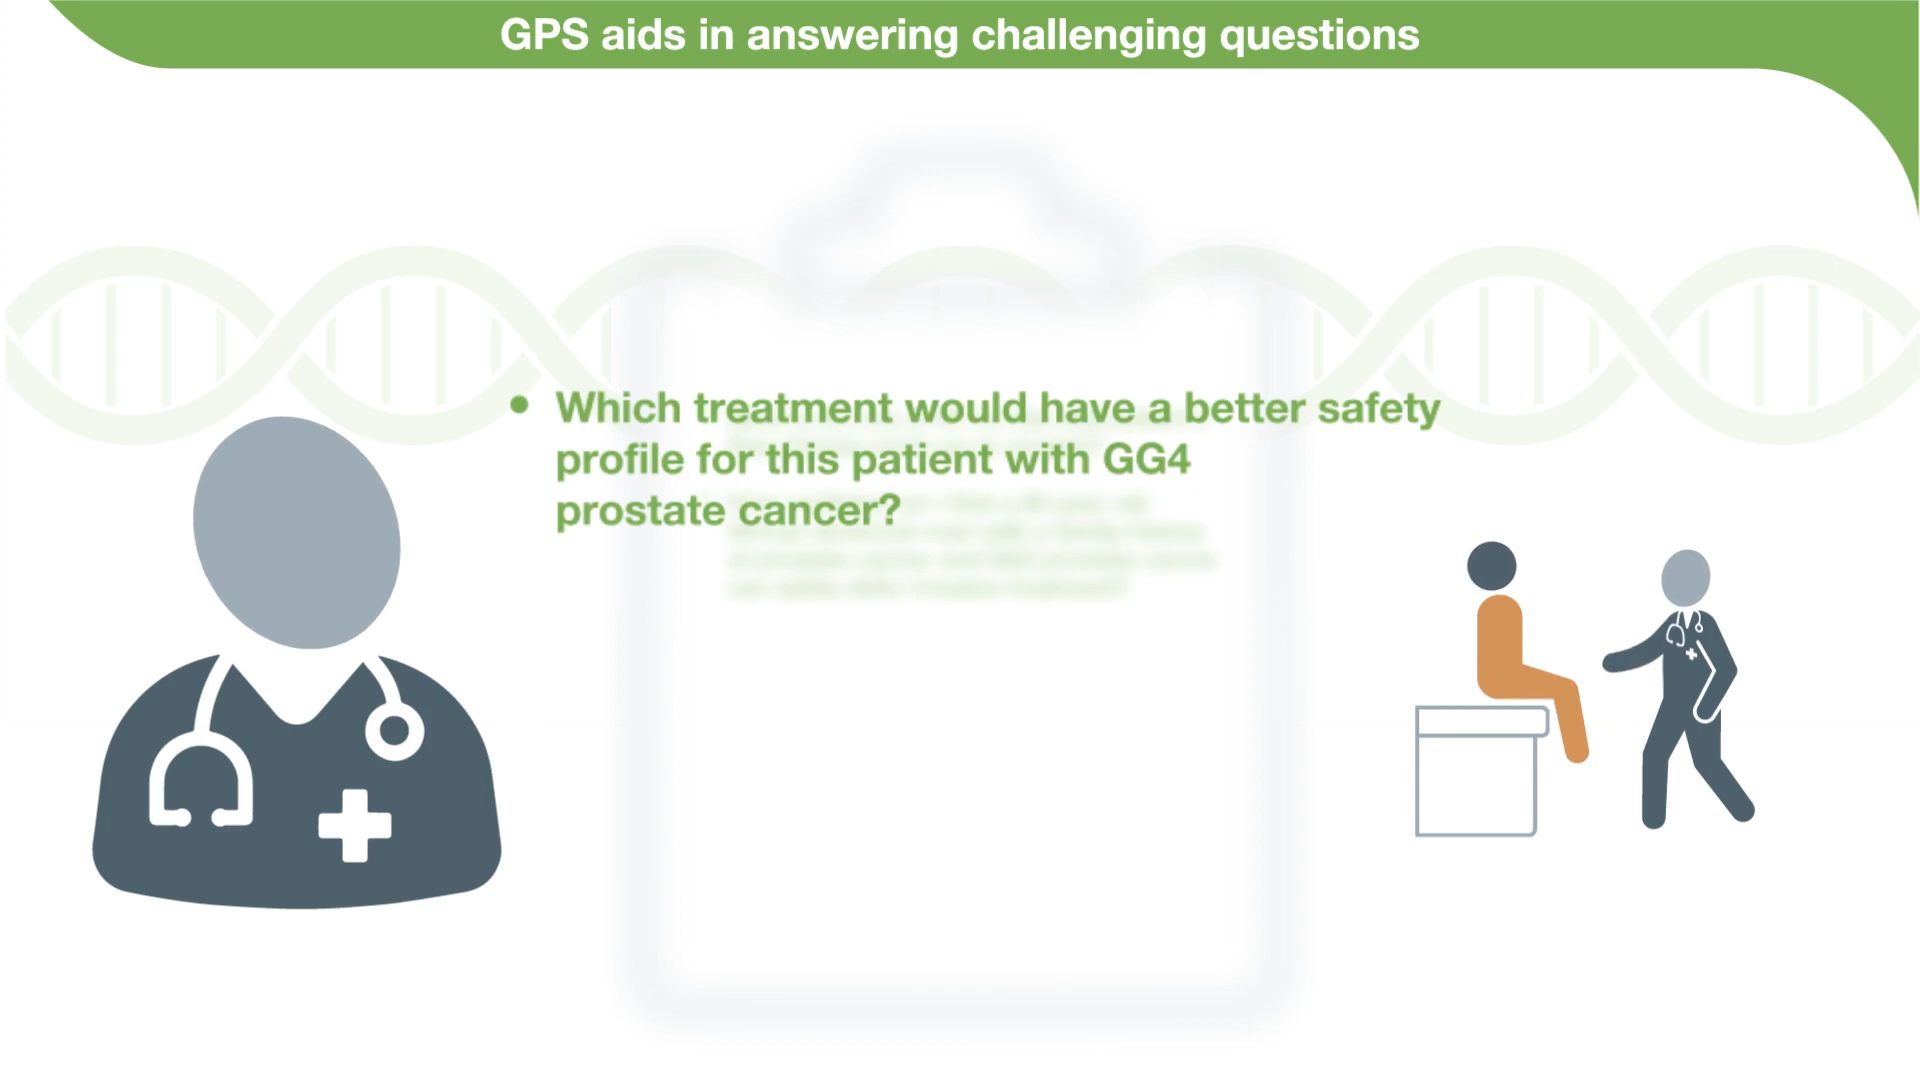 GPS aids in answering challenging questions
• Which treatment would have a better safety
profile for this patient with GG4
prostate cancer?